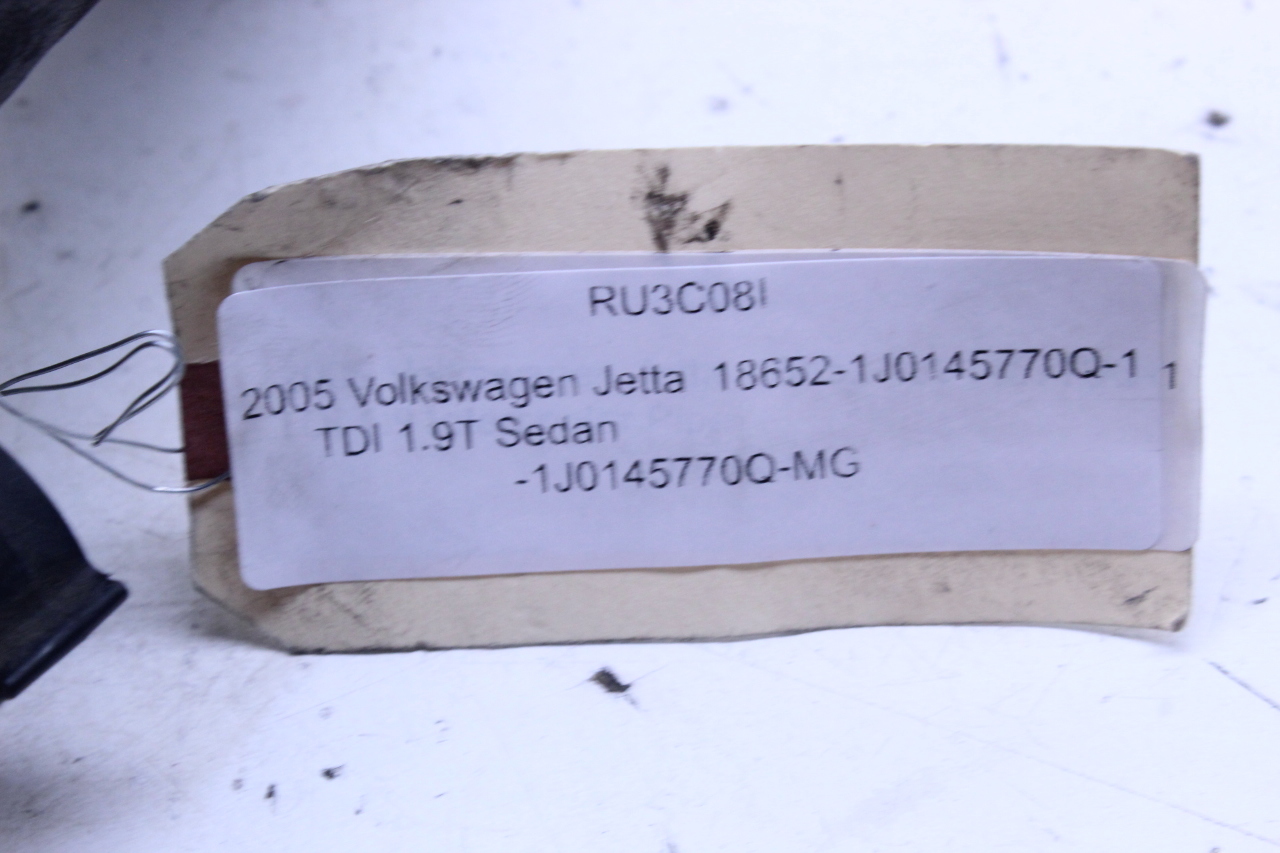 RU3C08I
2005 Volkswagen Jetta 18652-1J0145770Q-1 1
TDI 1.9T Sedan
-1J0145770Q-MG